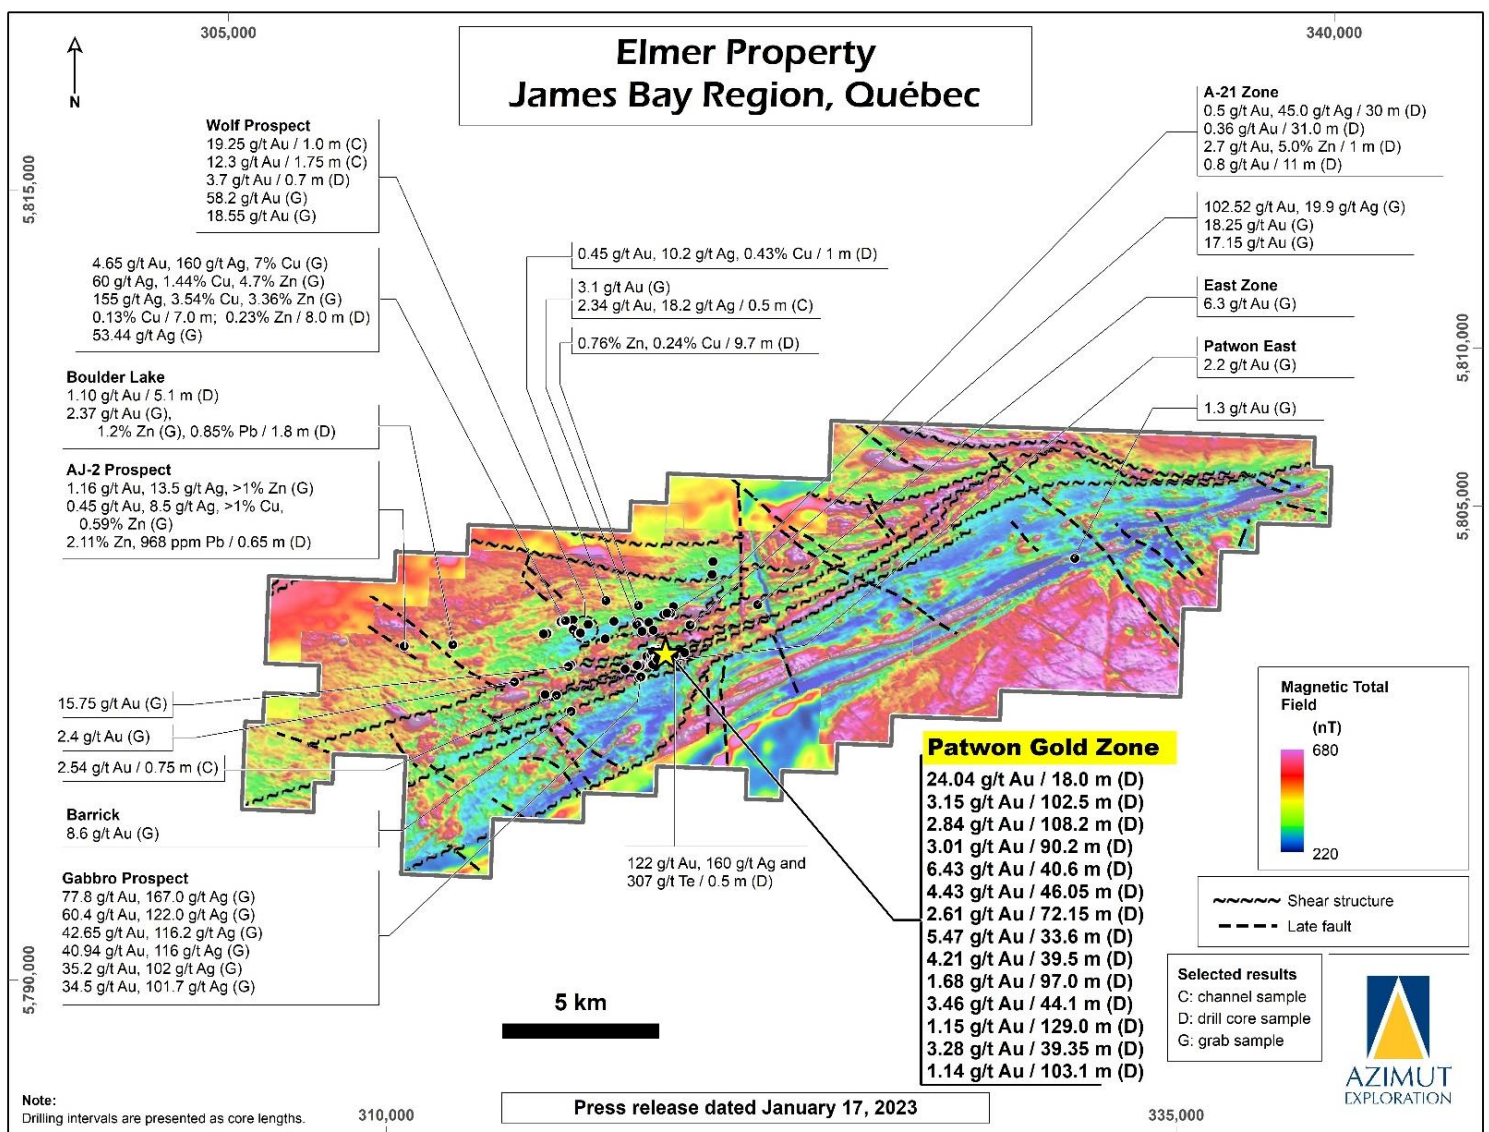 305,000
340,000
Elmer Property
James Bay Region, Québec
N
5,815,000
5,790,000
5,810,000
5,805,000
Wolf Prospect
19.25 g/t Au / 1.0 m (C)
12.3 g/t Au / 1.75 m (C)
3.7 g/t Au / 0.7 m (D)
58.2 g/t Au (G)
18.55 g/t Au (G)
4.65 g/t Au, 160 g/t Ag, 7% Cu (G)
60 g/t Ag, 1.44% Cu, 4.7% Zn (G)
155 g/t Ag, 3.54% Cu, 3.36% Zn (G)
0.13% Cu / 7.0 m; 0.23% Zn / 8.0 m (D)
53.44 g/t Ag (G)
Boulder Lake
1.10 g/t Au / 5.1 m (D)
2.37 g/t Au (G),
1.2% Zn (G), 0.85% Pb / 1.8 m (D)
AJ-2 Prospect
1.16 g/t Au, 13.5 g/t Ag, >1% Zn (G)
0.45 g/t Au, 8.5 g/t Ag, >1% Cu,
0.59% Zn (G)
2.11% Zn, 968 ppm Pb / 0.65 m (D)
0.45 g/t Au, 10.2 g/t Ag, 0.43% Cu / 1 m (D)
3.1 g/t Au (G)
2.34 g/t Au, 18.2 g/t Ag / 0.5 m (C)
0.76% Zn, 0.24% Cu / 9.7 m (D)
A-21 Zone
0.5 g/t Au, 45.0 g/t Ag / 30 m (D)
0.36 g/t Au / 31.0 m (D)
2.7 g/t Au, 5.0% Zn / 1 m (D)
0.8 g/t Au / 11 m (D)
102.52 g/t Au, 19.9 g/t Ag (G)
18.25 g/t Au (G)
17.15 g/t Au (G)
East Zone
6.3 g/t Au (G)
Patwon East
2.2 g/t Au (G)
1.3 g/t Au (G)
15.75 g/t Au (G)
2.4 g/t Au (G)
2.54 g/t Au / 0.75 m (C)
Barrick
8.6 g/t Au (G)
Gabbro Prospect
77.8 g/t Au, 167.0 g/t Ag (G)
60.4 g/t Au, 122.0 g/t Ag (G)
42.65 g/t Au, 116.2 g/t Ag (G)
40.94 g/t Au, 116 g/t Ag (G)
35.2 g/t Au, 102 g/t Ag (G)
34.5 g/t Au, 101.7 g/t Ag (G)
122 g/t Au, 160 g/t Ag and
307 g/t Te / 0.5 m (D)
Patwon Gold Zone
24.04 g/t Au / 18.0 m (D)
3.15 g/t Au / 102.5 m (D)
2.84 g/t Au / 108.2 m (D)
3.01 g/t Au / 90.2 m (D)
6.43 g/t Au / 40.6 m (D)
4.43 g/t Au / 46.05 m (D)
2.61 g/t Au / 72.15 m (D)
5.47 g/t Au / 33.6 m (D)
4.21 g/t Au / 39.5 m (D)
1.68 g/t Au / 97.0 m (D)
3.46 g/t Au / 44.1 m (D)
1.15 g/t Au / 129.0 m (D)
3.28 g/t Au / 39.35 m (D)
1.14 g/t Au / 103.1 m (D)
Magnetic Total
Field
(nT)
680
220
Shear structure
Late fault
Selected results
C: channel sample
D: drill core sample
G: grab sample
AZIMUT
EXPLORATION
5 km
Note:
Drilling intervals are presented as core lengths.
310,000
Press release dated January 17, 2023
335,000